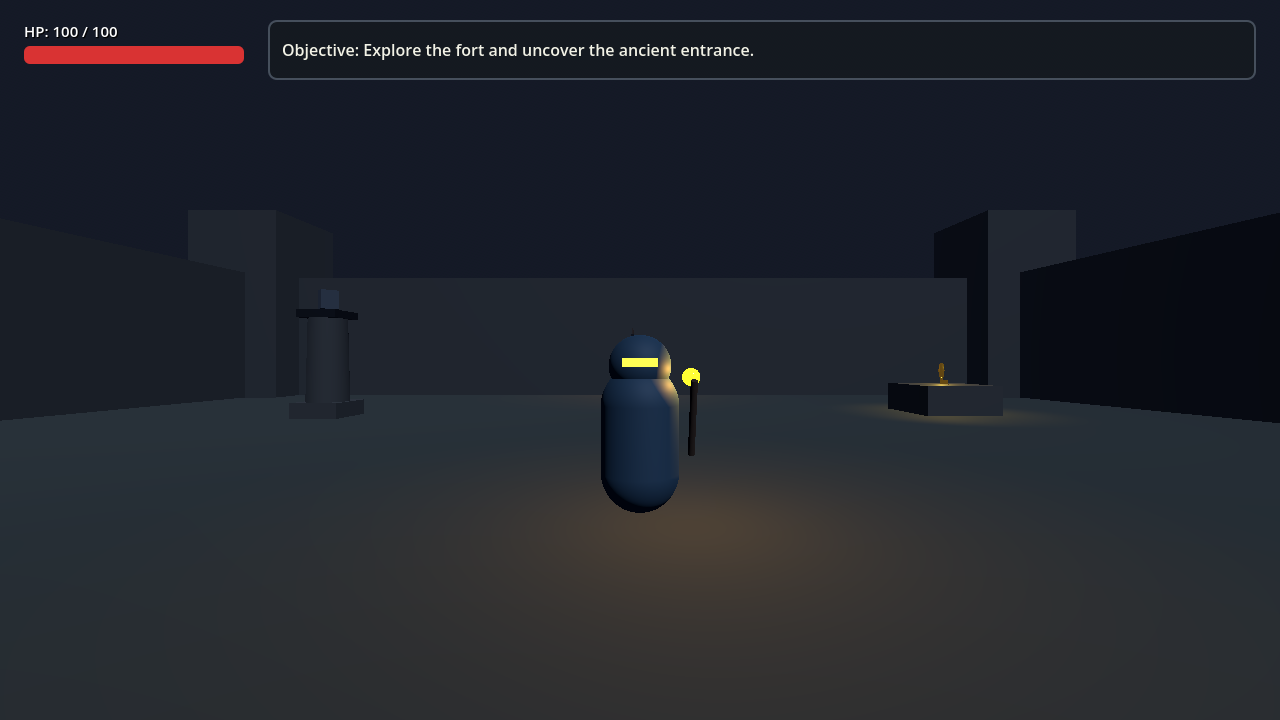 HP: 100 / 100
Objective: Explore the fort and uncover the ancient entrance.